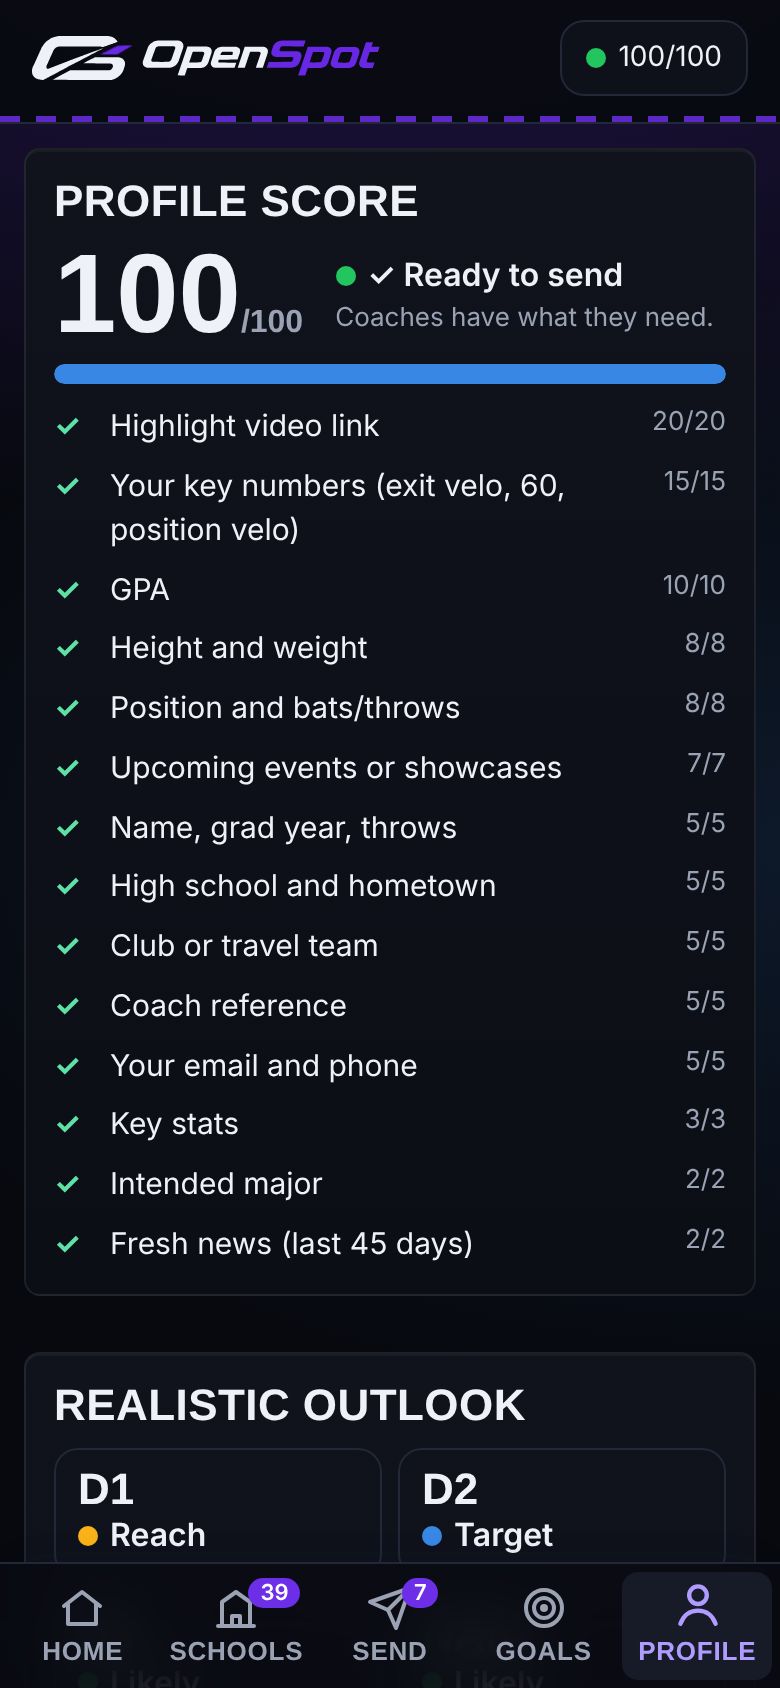 OpenSpot
100/100
PROFILE SCORE
100/100
✓ Ready to send
Coaches have what they need.
Highlight video link 20/20
Your key numbers (exit velo, 60, 15/15
position velo)
GPA 10/10
Height and weight 8/8
Position and bats/throws 8/8
Upcoming events or showcases 7/7
Name, grad year, throws 5/5
High school and hometown 5/5
Club or travel team 5/5
Coach reference 5/5
Your email and phone 5/5
Key stats 3/3
Intended major 2/2
Fresh news (last 45 days) 2/2
REALISTIC OUTLOOK
D1 D2
Reach Target
39 7
HOME SCHOOLS SEND GOALS PROFILE
Likely Likely